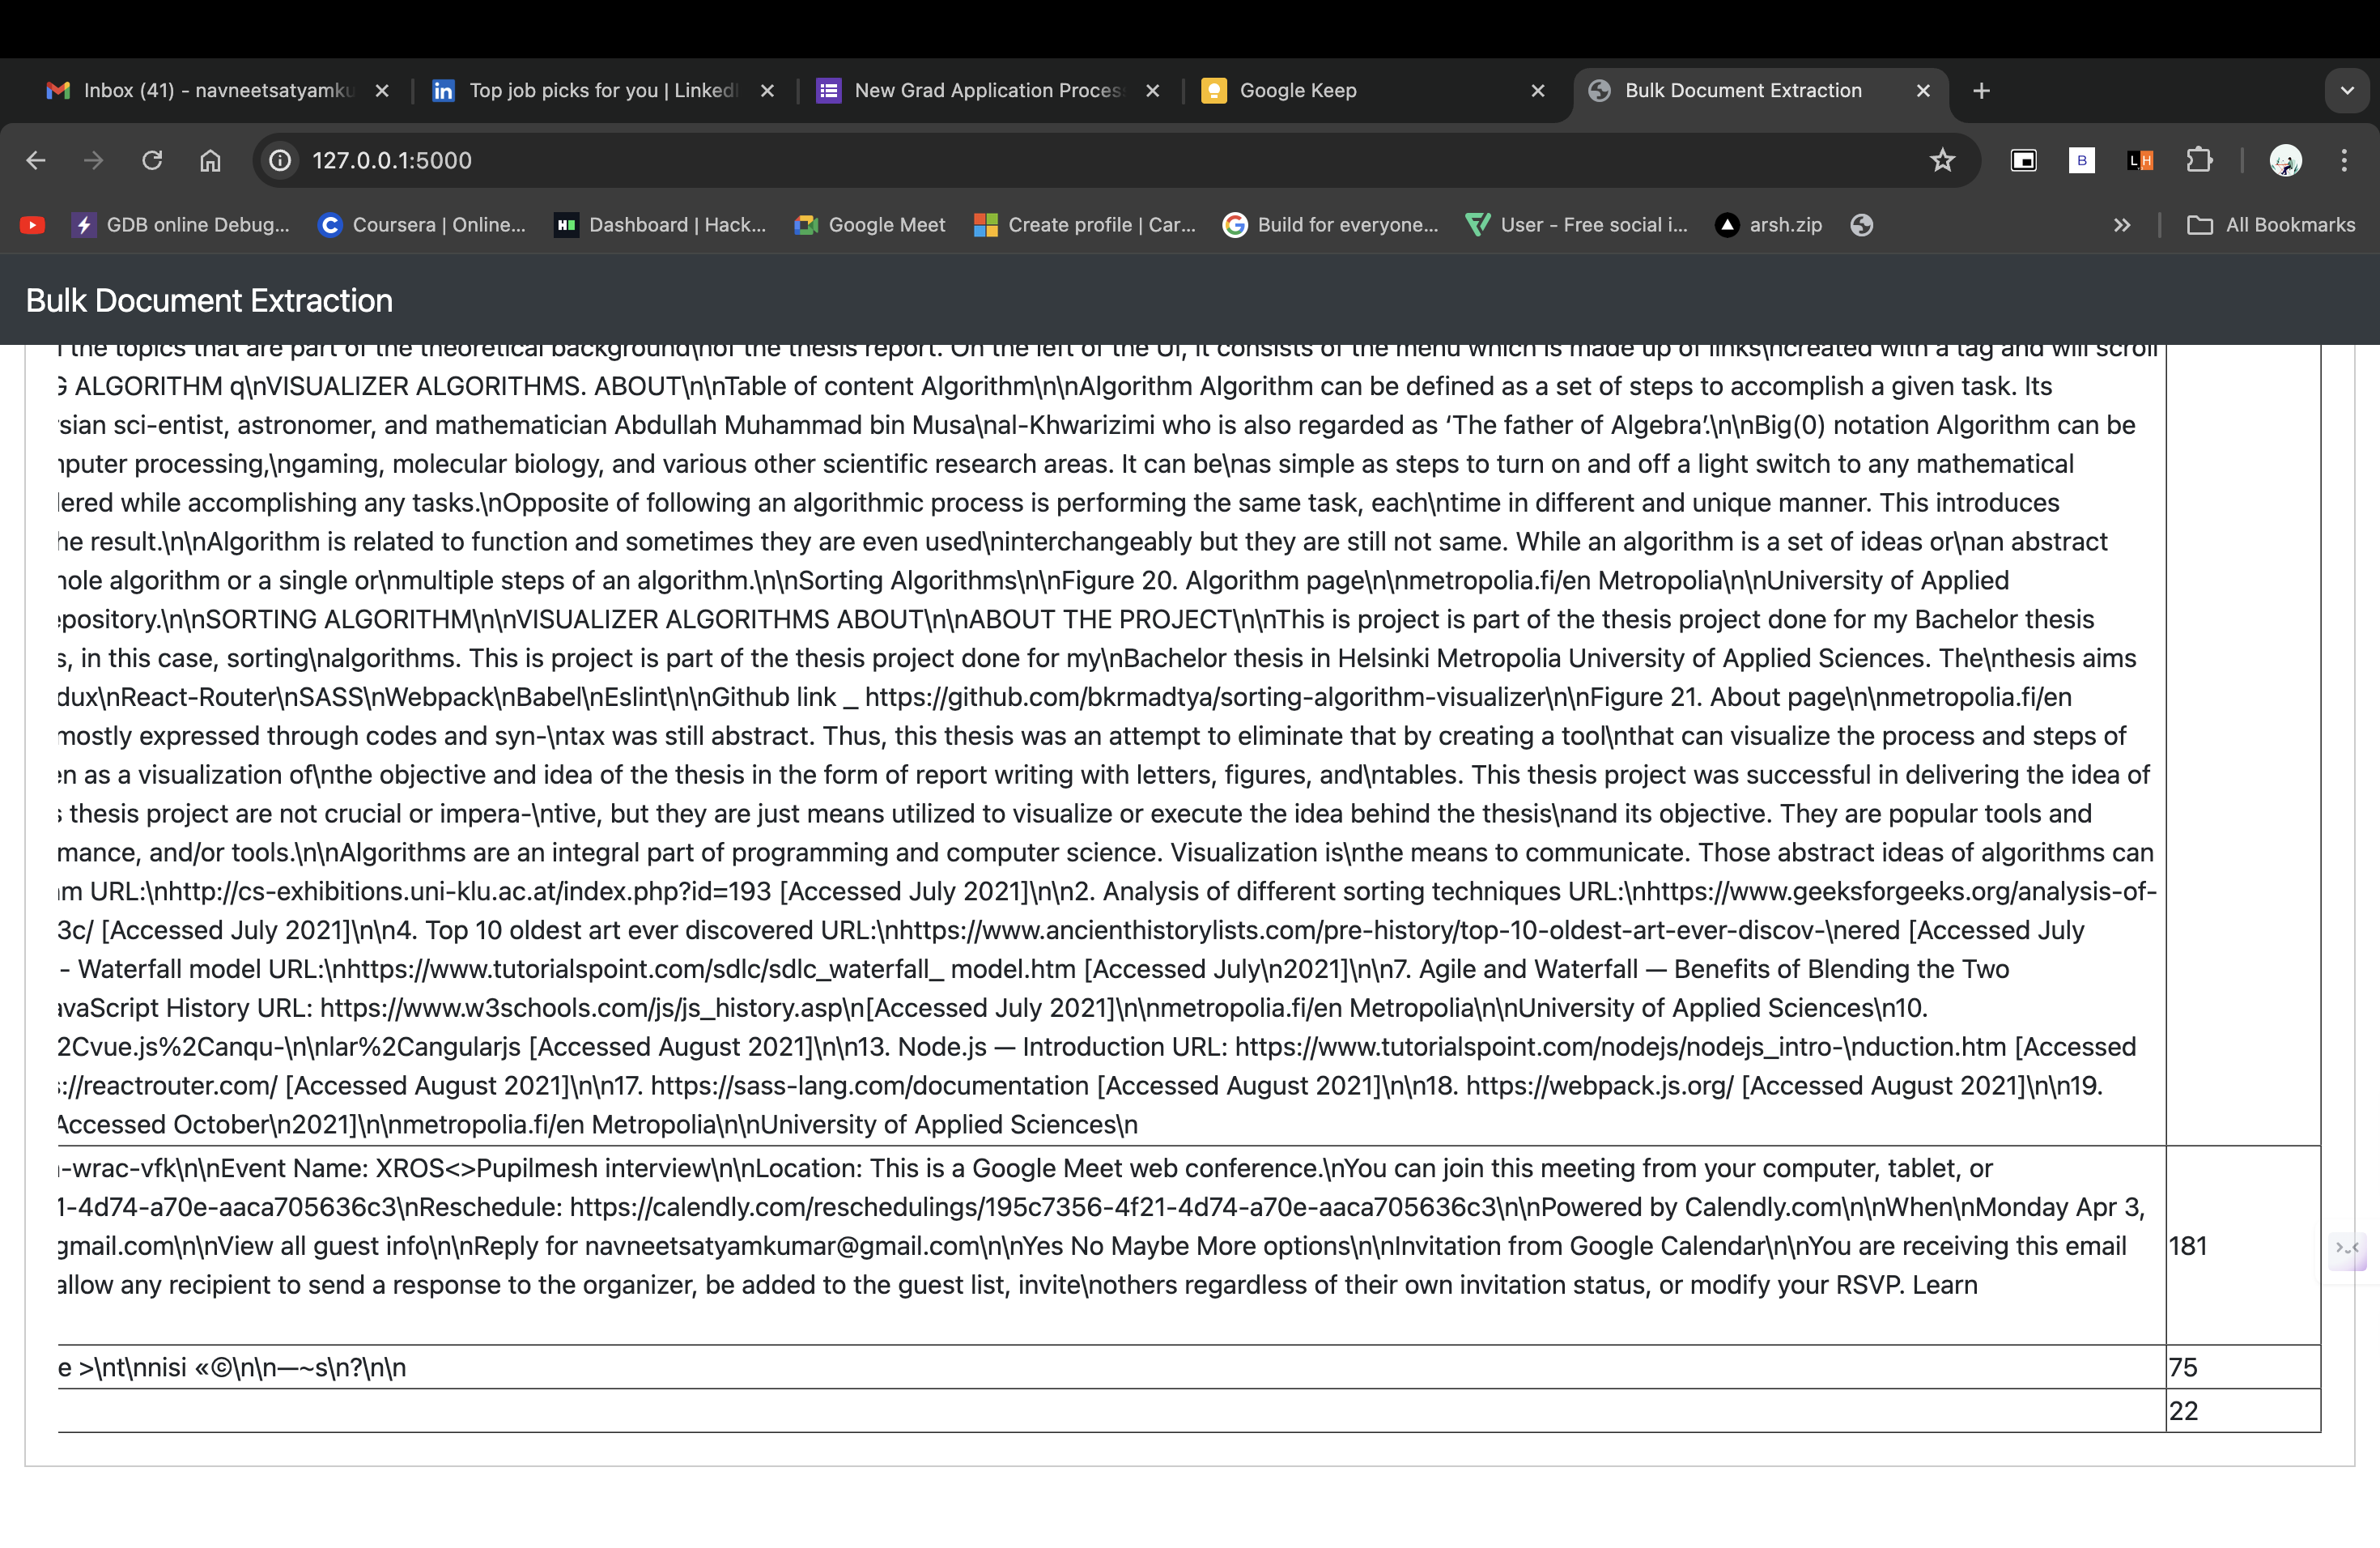 Inbox (41) - navneetsatyamku
Top job picks for you | LinkedI
New Grad Application Proces
Google Keep
Bulk Document Extraction
127.0.0.1:5000
B
LH
GDB online Debug...
Coursera | Online...
Dashboard | Hack...
Google Meet
Create profile | Car...
Build for everyone...
User - Free social i...
arsh.zip
All Bookmarks
Bulk Document Extraction
the topics that are part of the theoretical background\nof the thesis report. On the left of the UI, it consists of the menu which is made up of links\ncreated with a tag and will scroll
G ALGORITHM q\nVISUALIZER ALGORITHMS. ABOUT\n\nTable of content Algorithm\n\nAlgorithm Algorithm can be defined as a set of steps to accomplish a given task. Its
sian sci-entist, astronomer, and mathematician Abdullah Muhammad bin Musa\nal-Khwarizimi who is also regarded as ‘The father of Algebra’.\n\nBig(0) notation Algorithm can be
nputer processing,\ngaming, molecular biology, and various other scientific research areas. It can be\nas simple as steps to turn on and off a light switch to any mathematical
lered while accomplishing any tasks.\nOpposite of following an algorithmic process is performing the same task, each\ntime in different and unique manner. This introduces
he result.\n\nAlgorithm is related to function and sometimes they are even used\ninterchangeably but they are still not same. While an algorithm is a set of ideas or\nan abstract
hole algorithm or a single or\nmultiple steps of an algorithm.\n\nSorting Algorithms\n\nFigure 20. Algorithm page\n\nmetropolia.fi/en Metropolia\n\nUniversity of Applied
epository.\n\nSORTING ALGORITHM\n\nVISUALIZER ALGORITHMS ABOUT\n\nABOUT THE PROJECT\n\nThis is project is part of the thesis project done for my Bachelor thesis
s, in this case, sorting\nalgorithms. This is project is part of the thesis project done for my\nBachelor thesis in Helsinki Metropolia University of Applied Sciences. The\nthesis aims
dux\nReact-Router\nSASS\nWebpack\nBabel\nEslint\n\nGithub link _ https://github.com/bkrmadtya/sorting-algorithm-visualizer\n\nFigure 21. About page\n\nmetropolia.fi/en
mostly expressed through codes and syn-\ntax was still abstract. Thus, this thesis was an attempt to eliminate that by creating a tool\nthat can visualize the process and steps of
en as a visualization of\nthe objective and idea of the thesis in the form of report writing with letters, figures, and\ntables. This thesis project was successful in delivering the idea of
s thesis project are not crucial or impera-\ntive, but they are just means utilized to visualize or execute the idea behind the thesis\nand its objective. They are popular tools and
mance, and/or tools.\n\nAlgorithms are an integral part of programming and computer science. Visualization is\nthe means to communicate. Those abstract ideas of algorithms can
m URL:\nhttp://cs-exhibitions.uni-klu.ac.at/index.php?id=193 [Accessed July 2021]\n\n2. Analysis of different sorting techniques URL:\nhttps://www.geeksforgeeks.org/analysis-of-
3c/ [Accessed July 2021]\n\n4. Top 10 oldest art ever discovered URL:\nhttps://www.ancienthistorylists.com/pre-history/top-10-oldest-art-ever-discov-\nered [Accessed July
- Waterfall model URL:\nhttps://www.tutorialspoint.com/sdlc/sdlc_waterfall_ model.htm [Accessed July\n2021]\n\n7. Agile and Waterfall — Benefits of Blending the Two
avaScript History URL: https://www.w3schools.com/js/js_history.asp\n[Accessed July 2021]\n\nmetropolia.fi/en Metropolia\n\nUniversity of Applied Sciences\n10.
2Cvue.js%2Canqu-\n\nlar%2Cangularjs [Accessed August 2021]\n\n13. Node.js — Introduction URL: https://www.tutorialspoint.com/nodejs/nodejs_intro-\nduction.htm [Accessed
://reactrouter.com/ [Accessed August 2021]\n\n17. https://sass-lang.com/documentation [Accessed August 2021]\n\n18. https://webpack.js.org/ [Accessed August 2021]\n\n19.
Accessed October\n2021]\n\nmetropolia.fi/en Metropolia\n\nUniversity of Applied Sciences\n
-wrac-vfk\n\nEvent Name: XROS<>Pupilmesh interview\n\nLocation: This is a Google Meet web conference.\nYou can join this meeting from your computer, tablet, or
1-4d74-a70e-aaca705636c3\nReschedule: https://calendly.com/reschedulings/195c7356-4f21-4d74-a70e-aaca705636c3\n\nPowered by Calendly.com\n\nWhen\nMonday Apr 3,
gmail.com\n\nView all guest info\n\nReply for navneetsatyamkumar@gmail.com\n\nYes No Maybe More options\n\nInvitation from Google Calendar\n\nYou are receiving this email
181
allow any recipient to send a response to the organizer, be added to the guest list, invite\nothers regardless of their own invitation status, or modify your RSVP. Learn
e >\nt\nnisi «©\n\n—~s\n?\n\n
75
22